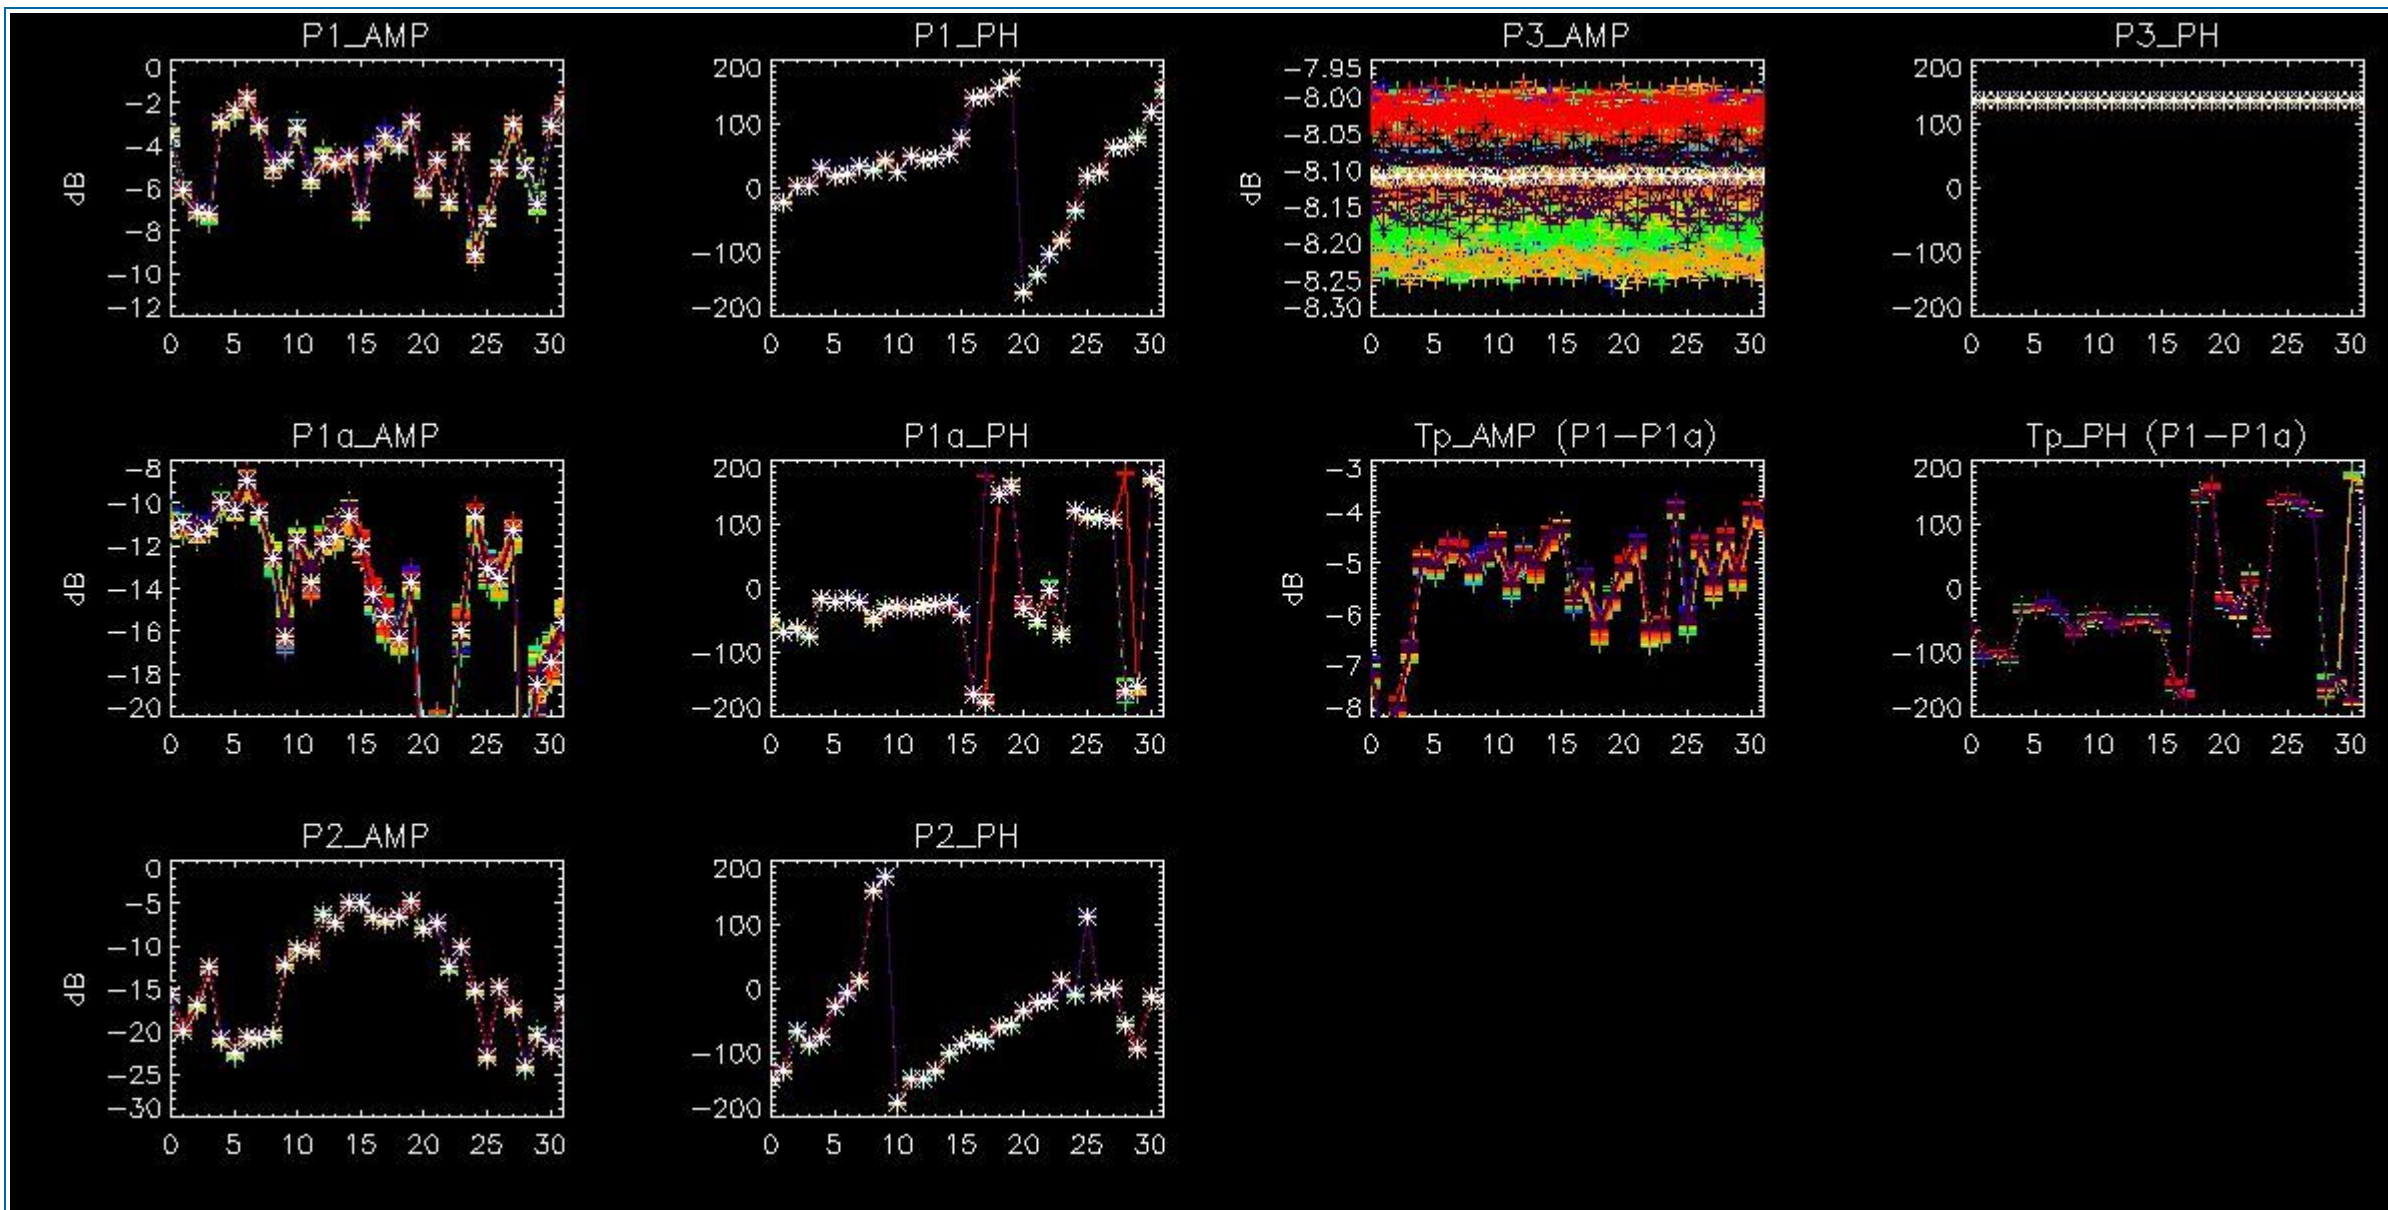 P1_AMP P1_PH P3_AMP P3_PH
0 200 −7.95 200
−2 −8.00
−4 100 −8.05 100
dB −6 0 dB −8.10 0
−8 −8.15
−10 −100 −8.20 −100
−12 −200 −8.25 −200
−8.30
0 5 10 15 20 25 30 0 5 10 15 20 25 30 0 5 10 15 20 25 30 0 5 10 15 20 25 30
P1a_AMP P1a_PH Tp_AMP (P1−P1a) Tp_PH (P1−P1a)
−8 200 −3 200
−10 100 −4 100
−12 −5
dB −14 0 dB 0
−16 −100 −6 −100
−18 −7
−20 −200 −8 −200
0 5 10 15 20 25 30 0 5 10 15 20 25 30 0 5 10 15 20 25 30 0 5 10 15 20 25 30
P2_AMP P2_PH
0 200
−5 100
−10
dB −15 0
−20 −100
−25
−30 −200
0 5 10 15 20 25 30 0 5 10 15 20 25 30